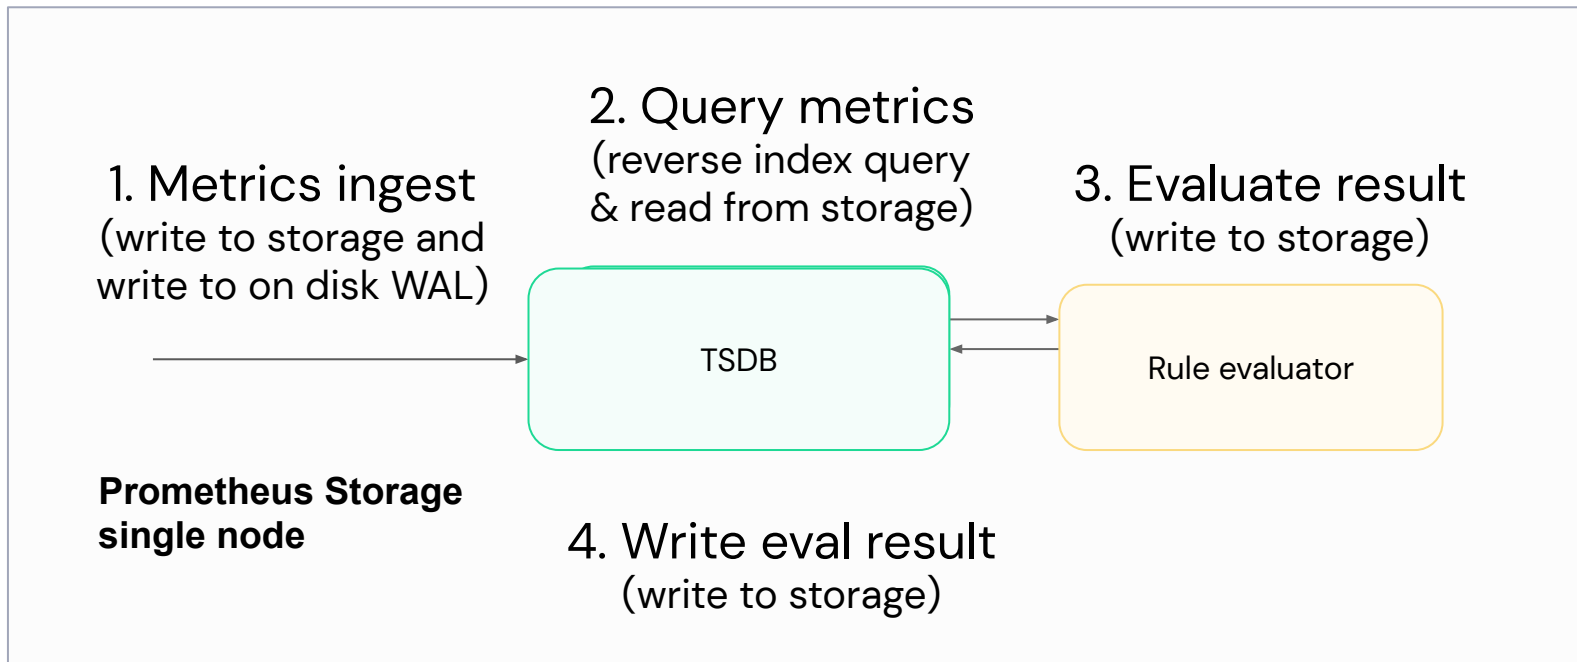 1. Metrics ingest
(write to storage and
write to on disk WAL)
2. Query metrics
(reverse index query
& read from storage)
3. Evaluate result
(write to storage)
TSDB
Rule evaluator
Prometheus Storage
single node
4. Write eval result
(write to storage)